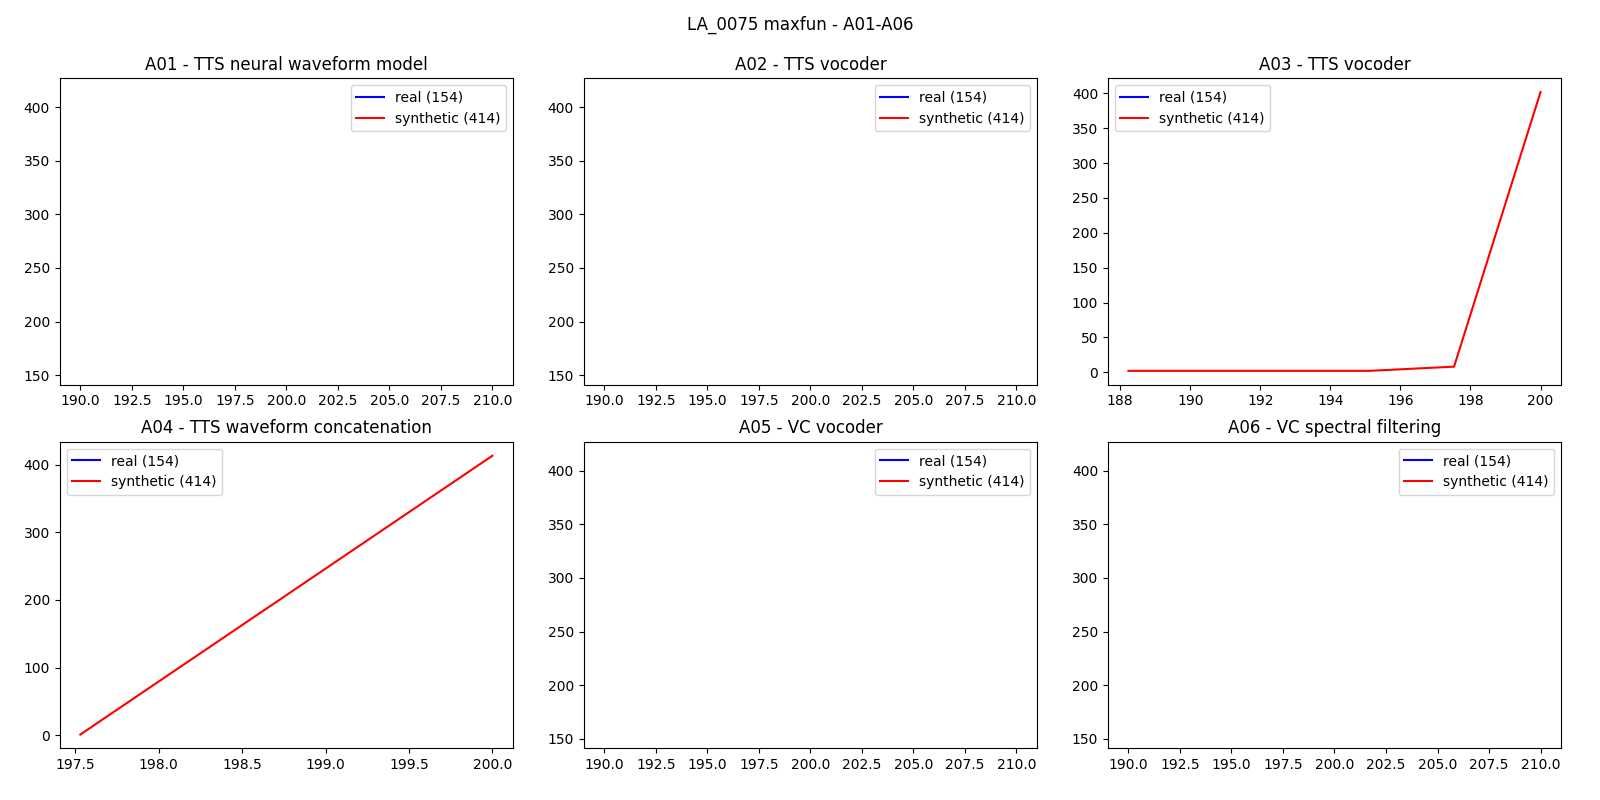 LA_0075 maxfun - A01-A06
A01 - TTS neural waveform model
real (154)
synthetic (414)
400
350
300
250
200
150
190.0 192.5 195.0 197.5 200.0 202.5 205.0 207.5 210.0
A02 - TTS vocoder
real (154)
synthetic (414)
400
350
300
250
200
150
190.0 192.5 195.0 197.5 200.0 202.5 205.0 207.5 210.0
A03 - TTS vocoder
real (154)
synthetic (414)
400
350
300
250
200
150
100
50
0
188 190 192 194 196 198 200
A04 - TTS waveform concatenation
real (154)
synthetic (414)
400
300
200
100
0
197.5 198.0 198.5 199.0 199.5 200.0
A05 - VC vocoder
real (154)
synthetic (414)
400
350
300
250
200
150
190.0 192.5 195.0 197.5 200.0 202.5 205.0 207.5 210.0
A06 - VC spectral filtering
real (154)
synthetic (414)
400
350
300
250
200
150
190.0 192.5 195.0 197.5 200.0 202.5 205.0 207.5 210.0